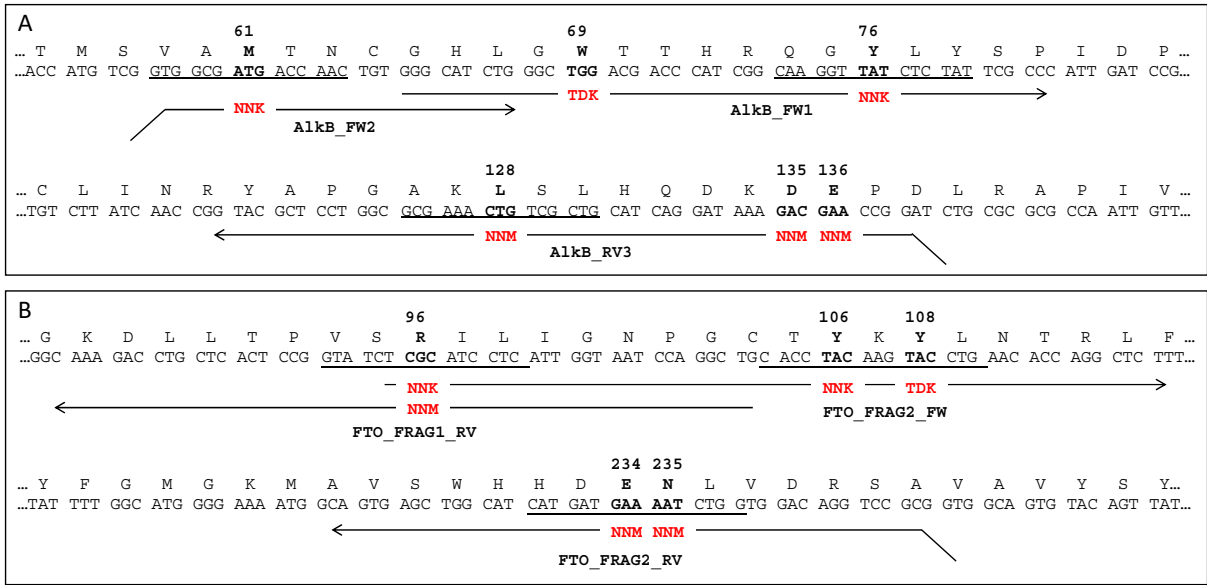 A
61 69 76
... T M S V A M T N C G H L G W T T H R Q G Y L Y S P I D P...
...ACC ATG TCG GTG GCG ATG ACC AAC TGT GGG CAT CTG GGC TGG ACG ACC CAT CGG CAA GGT TAT CTC TAT TCG CCC ATT GAT CCG...
NNK TDK NNK
AlkB_FW2 AlkB_FW1
128 135 136
... C L I N R Y A P G A K L S L H Q D K D E P D L R A P I V...
...TGT CTT ATC AAC CGG TAC GCT CCT GGC GCG AAA CTG TCG CTG CAT CAG GAT AAA GAC GAA CCG GAT CTG CGC GCG CCA ATT GTT...
NNM NNM NNM
AlkB_RV3
B
96 106 108
... G K D L L T P V S R I L I G N P G C T Y K Y L N T R L F...
...GGC AAA GAC CTG CTC ACT CCG GTA TCT CGC ATC CTC ATT GGT AAT CCA GGC TGC ACC TAC AAG TAC CTG AAC ACC AGG CTC TTT...
NNK NNK TDK
NNM FTO_FRAG2_FW
FTO_FRAG1_RV
234 235
... Y F G M G K M A V S W H H D E N L V D R S A V A V Y S Y...
...TAT TTT GGC ATG GGG AAA ATG GCA GTG AGC TGG CAT CAT GAT GAA AAT CTG GTG GAC AGG TCC GCG GTG GCA GTG TAC AGT TAT...
NNM NNM
FTO_FRAG2_RV